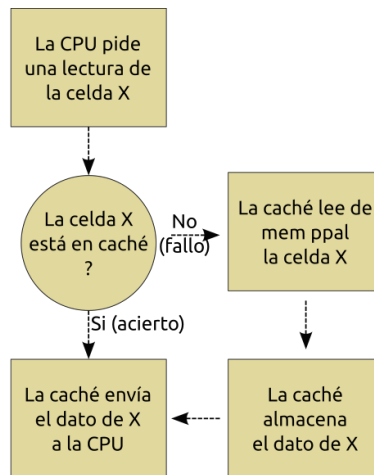 La CPU pide
una lectura de
la celda X
La celda X
está en caché
?
No
(fallo)
La caché lee de
mem ppal
la celda X
Si (acierto)
La caché envía
el dato de X
a la CPU
La caché
almacena
el dato de X